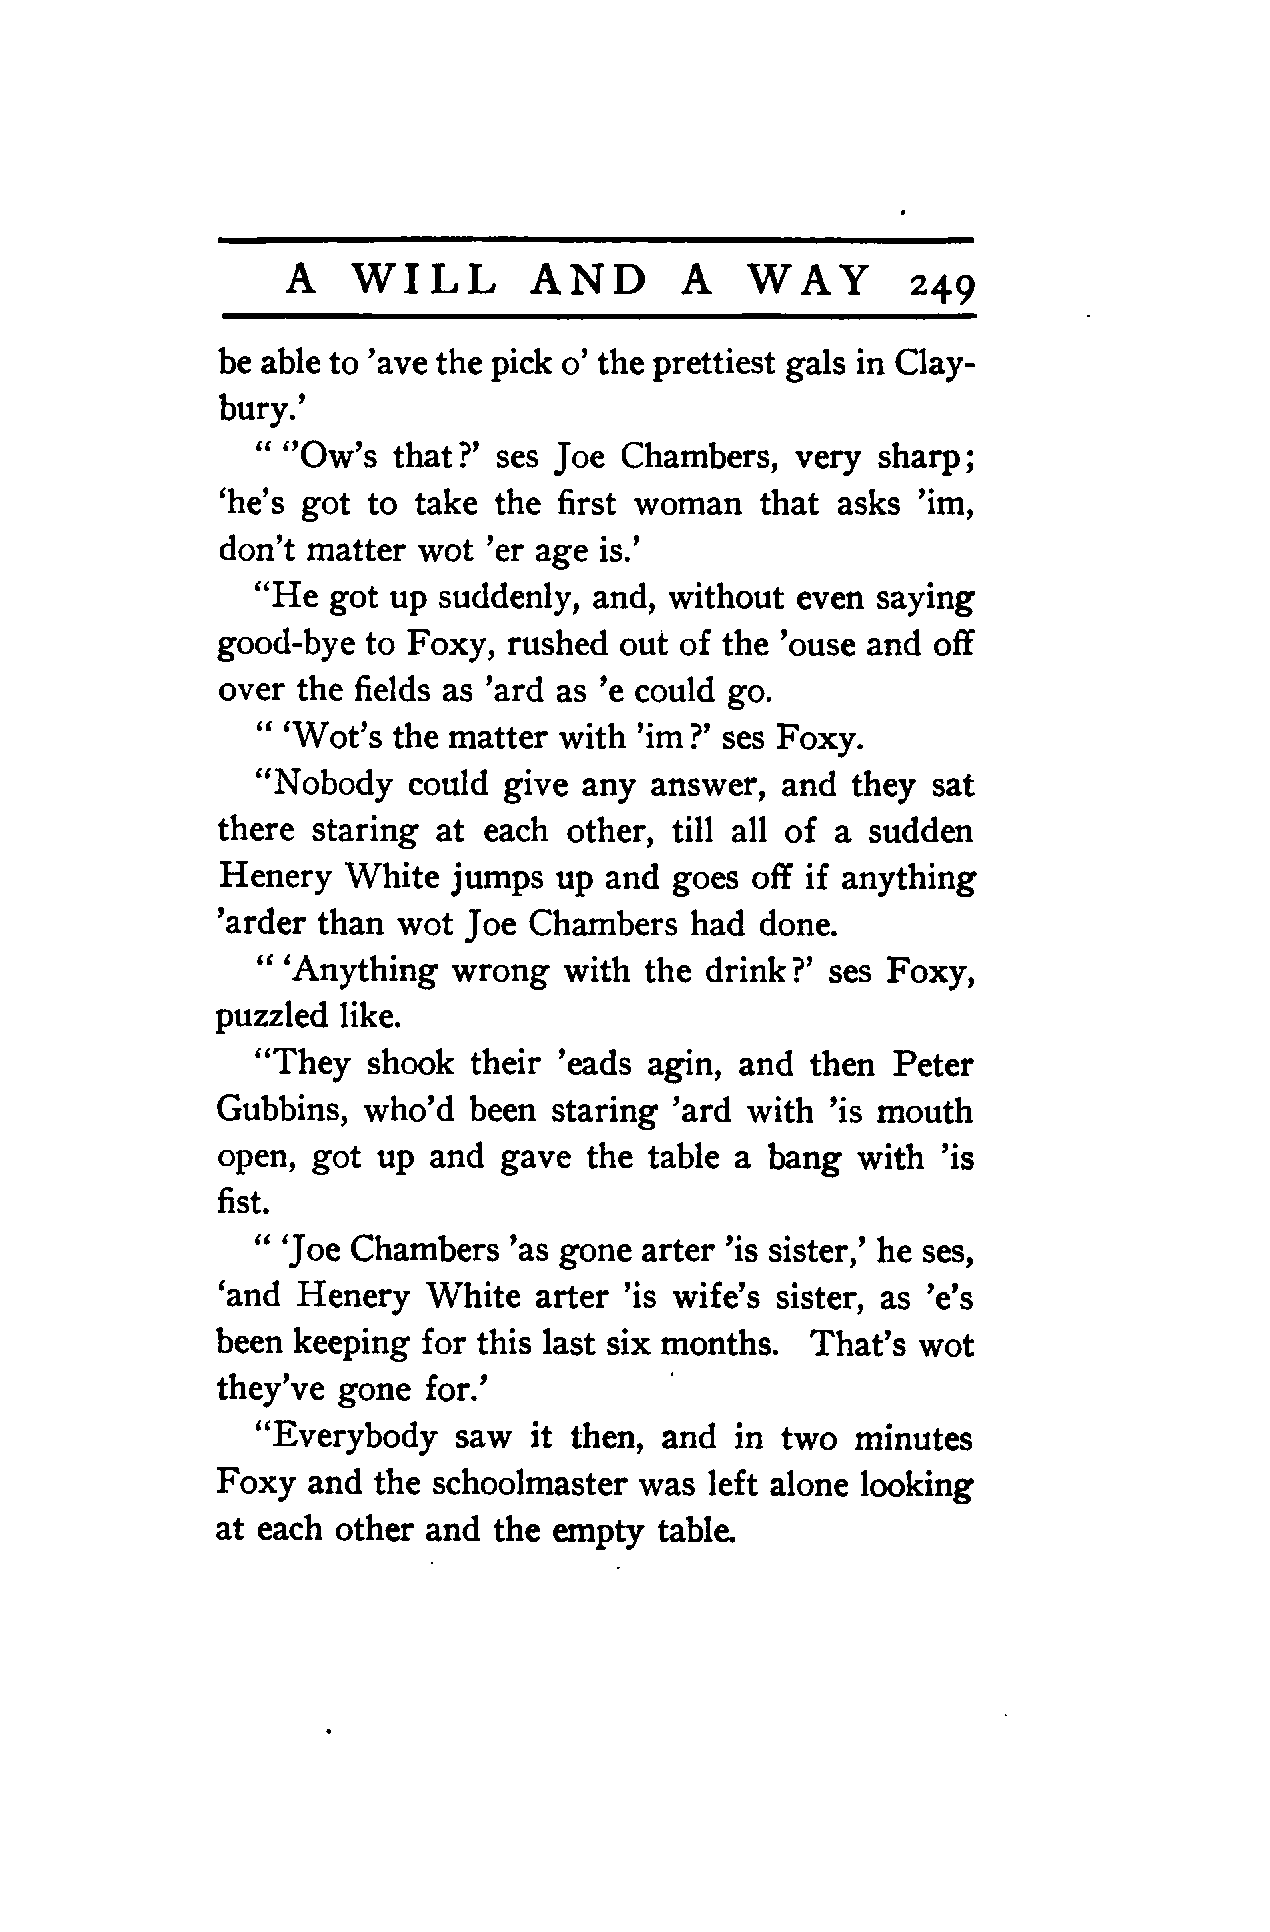 A WILL AND A WAY 249
be able to 'ave the pick o' the prettiest gals in Clay-
bury.'
" ‘'Ow's that?' ses Joe Chambers, very sharp;
‘he's got to take the first woman that asks 'im,
don't matter wot 'er age is.'
“He got up suddenly, and, without even saying
good-bye to Foxy, rushed out of the 'ouse and off
over the fields as 'ard as 'e could go.
“ ‘Wot's the matter with 'im?' ses Foxy.
“Nobody could give any answer, and they sat
there staring at each other, till all of a sudden
Henery White jumps up and goes off if anything
'arder than wot Joe Chambers had done.
“ ‘Anything wrong with the drink?' ses Foxy,
puzzled like.
“They shook their 'eads agin, and then Peter
Gubbins, who'd been staring 'ard with 'is mouth
open, got up and gave the table a bang with 'is
fist.
“ ‘Joe Chambers 'as gone arter 'is sister,' he ses,
‘and Henery White arter 'is wife's sister, as 'e's
been keeping for this last six months. That's wot
they've gone for.'
“Everybody saw it then, and in two minutes
Foxy and the schoolmaster was left alone looking
at each other and the empty table.